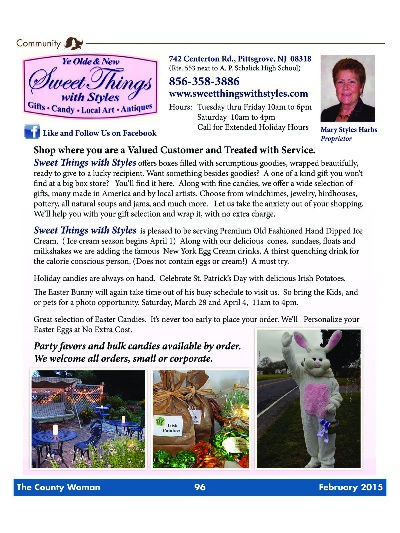 Community
Ye Olde & New
Sweet Things
with Styles
Gifts • Candy • Local Art • Antiques
Like and Follow Us on Facebook
742 Centerton Rd., Pittsgrove, NJ 08318
(Rte. 553 next to A. P. Schalick High School)
856-358-3886
www.sweetthingswithstyles.com
Hours: Tuesday thru Friday 10am to 6pm
Saturday 10am to 4pm
Call for Extended Holiday Hours
Mary Styles Harbs
Proprietor
Shop where you are a Valued Customer and Treated with Service.
Sweet Things with Styles offers boxes filled with scrumptious goodies, wrapped beautifully,
ready to give to a lucky recipient. Want something besides goodies? A one of a kind gift you won't
find at a big box store? You'll find it here. Along with fine candies, we offer a wide selection of
gifts, many made in America and by local artists. Choose from windchimes, jewelry, birdhouses,
pottery, all natural soups and jams, and much more. Let us take the anxiety out of your shopping.
We'll help you with your gift selection and wrap it, with no extra charge.
Sweet Things with Styles is pleased to be serving Premium Old Fashioned Hand Dipped Ice
Cream. ( Ice cream season begins April 1) Along with our delicious cones, sundaes, floats and
milkshakes we are adding the famous New York Egg Cream drinks. A thirst quenching drink for
the calorie conscious person. (Does not contain eggs or cream!) A must try.
Holiday candies are always on hand. Celebrate St. Patrick's Day with delicious Irish Potatoes.
The Easter Bunny will again take time out of his busy schedule to visit us. So bring the Kids, and
or pets for a photo opportunity. Saturday, March 28 and April 4, 11am to 4pm.
Great selection of Easter Candies. It's never too early to place your order. We'll Personalize your
Easter Eggs at No Extra Cost.
Party favors and bulk candies available by order.
We welcome all orders, small or corporate.
Irish
Potatoes
The County Woman
96
February 2015